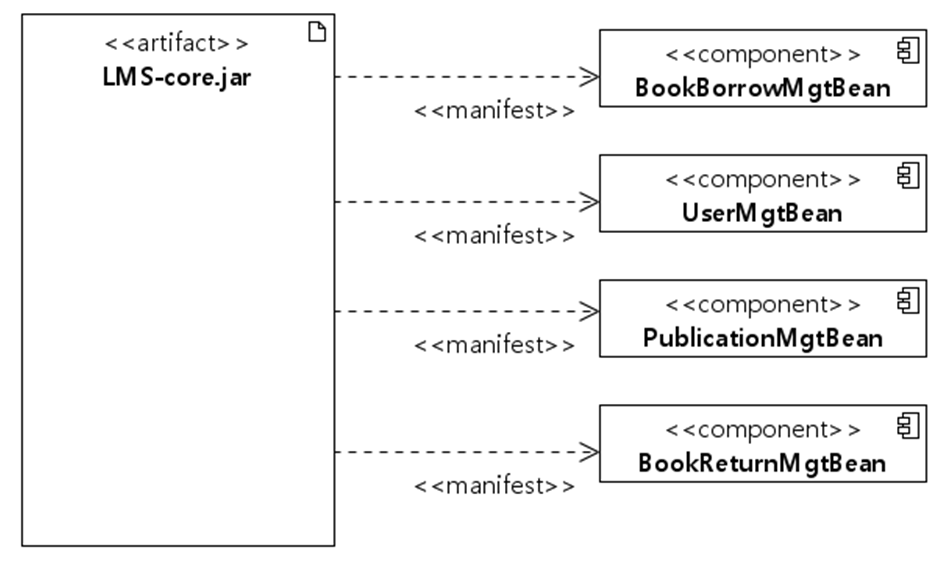 <<artifact>>
LMS-core.jar
<<component>>
BookBorrowMgtBean
<<manifest>>
<<component>>
UserMgtBean
<<manifest>>
<<component>>
PublicationMgtBean
<<manifest>>
<<component>>
BookReturnMgtBean
<<manifest>>